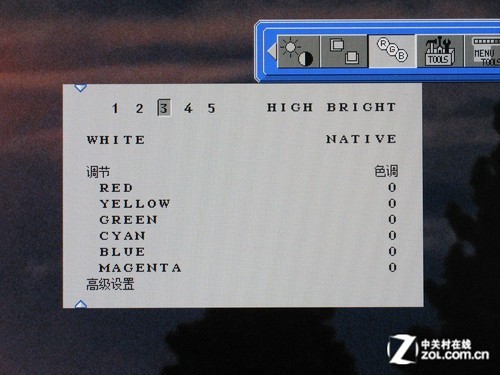 RGB
TOOLS
MENU
TOOLS
1 2 3 4 5 HIGH BRIGHT
WHITE NATIVE
调节 色调
RED 0
YELLOW 0
GREEN 0
CYAN 0
BLUE 0
MAGENTA 0
高级设置
Z 中关村在线
ZOL.COM.CN